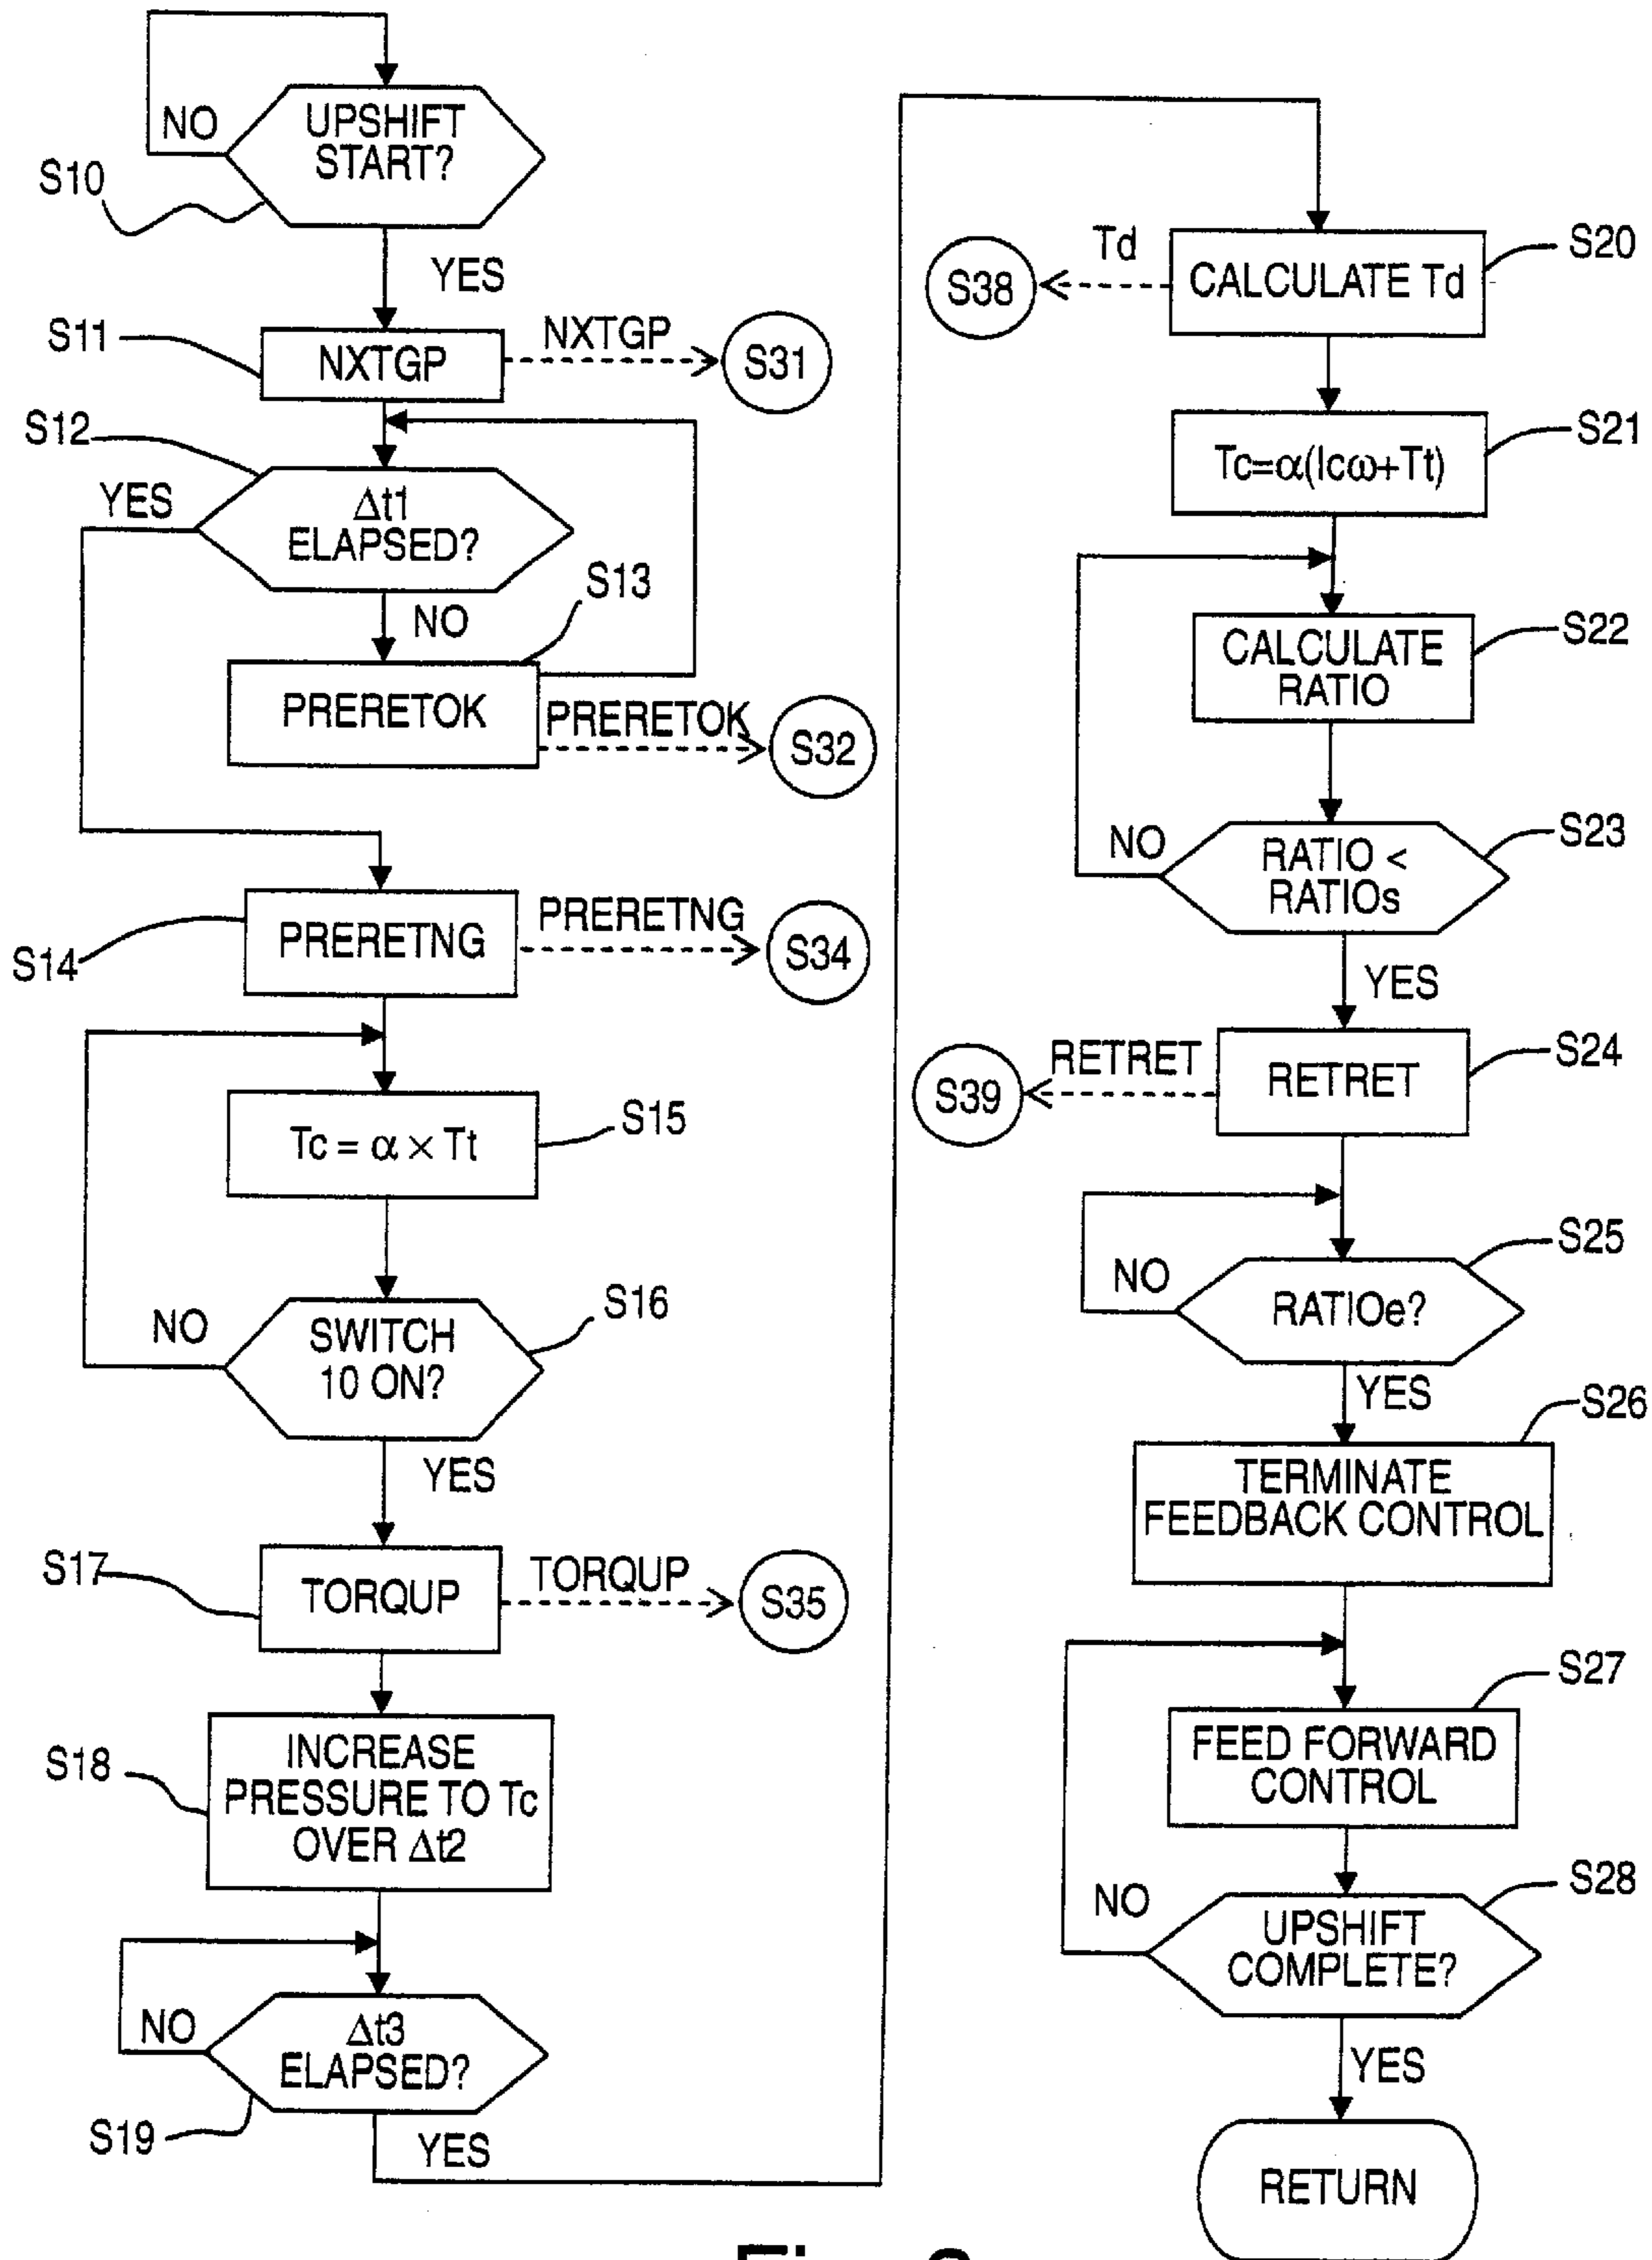 UPSHIFT
START?
NO
S10
YES
S11
NXTGP
NXTGP
S31
S12
YES
Δt1
ELAPSED?
S13
NO
PRERETOK
PRERETOK
S32
S14
PRERETNG
PRERETNG
S34
Tc = α × Tt
S15
S16
NO
SWITCH
10 ON?
YES
S17
TORQUP
TORQUP
S35
S18
INCREASE
PRESSURE TO Tc
OVER Δt2
NO
Δt3
ELAPSED?
S19
YES
S38
Td
CALCULATE Td
S20
Tc=α(Icω+Tt)
S21
CALCULATE
RATIO
S22
NO
RATIO <
RATIOs
S23
YES
S39
RETRET
RETRET
S24
NO
RATIOe?
S25
YES
S26
TERMINATE
FEEDBACK CONTROL
S27
FEED FORWARD
CONTROL
S28
NO
UPSHIFT
COMPLETE?
YES
RETURN